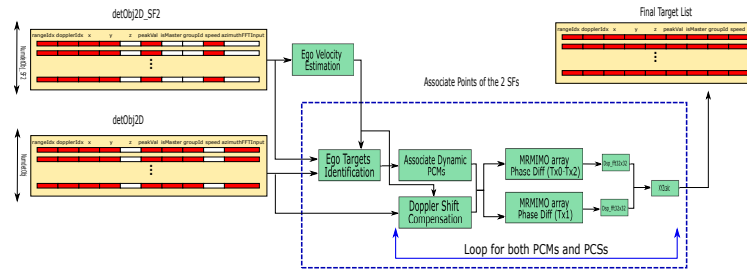 detObj2D_SF2
Final Target List
rangeIdx dopplerIdx x y z peakVal isMaster groupId speed azimuthFFTInput
rangeIdx dopplerIdx x y z peakVal isMaster groupId speed
NumObj_SF2
Ego Velocity
Estimation
Associate Points of the 2 SFs
detObj2D
rangeIdx dopplerIdx x y z peakVal isMaster groupId speed azimuthFFTInput
NumObj
Ego Targets
Identification
Associate Dynamic
PCMs
MRMIMO array
Phase Diff (Tx0-Tx2)
Doppler Shift
Compensation
MRMIMO array
Phase Diff (Tx1)
Loop for both PCMs and PCSs